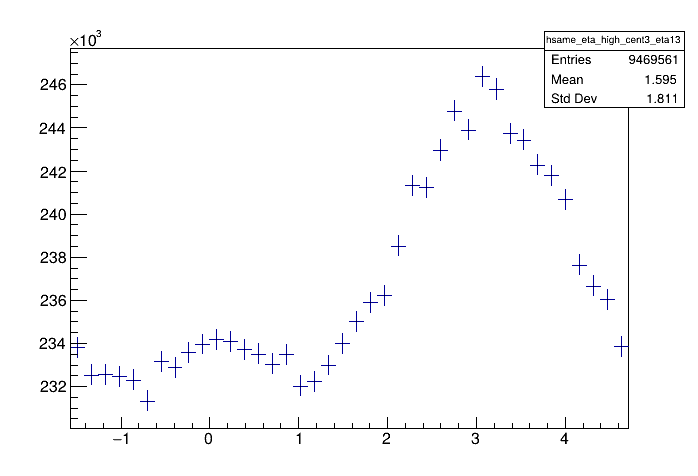 ×10³
hsame_eta_high_cent3_eta13
Entries 9469561
Mean 1.595
Std Dev 1.811
246
244
242
240
238
236
234
232
−1 0 1 2 3 4